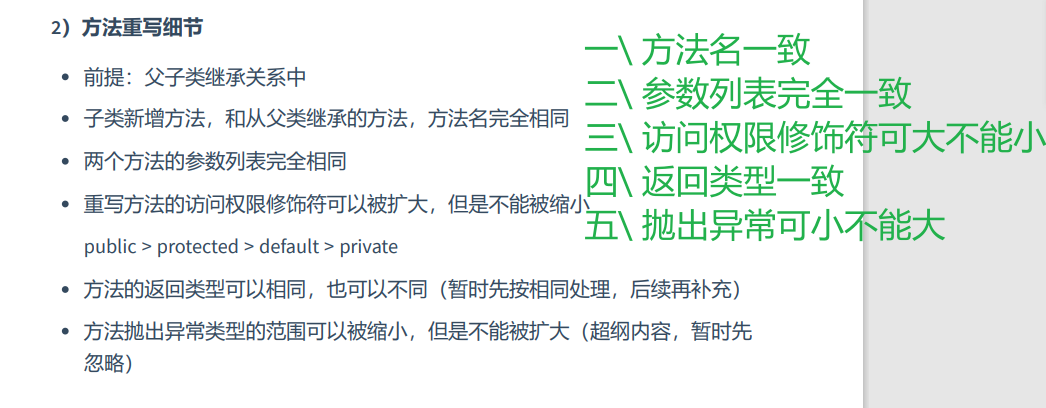 2）方法重写细节
• 前提：父子类继承关系中
• 子类新增方法，和从父类继承的方法，方法名完全相同
• 两个方法的参数列表完全相同
• 重写方法的访问权限修饰符可以被扩大，但是不能被缩小
public > protected > default > private
• 方法的返回类型可以相同，也可以不同（暂时先按相同处理，后续再补充）
• 方法抛出异常类型的范围可以被缩小，但是不能被扩大（超纲内容，暂时先
忽略）
一\ 方法名一致
二\ 参数列表完全一致
三\ 访问权限修饰符可大不能小
四\ 返回类型一致
五\ 抛出异常可小不能大